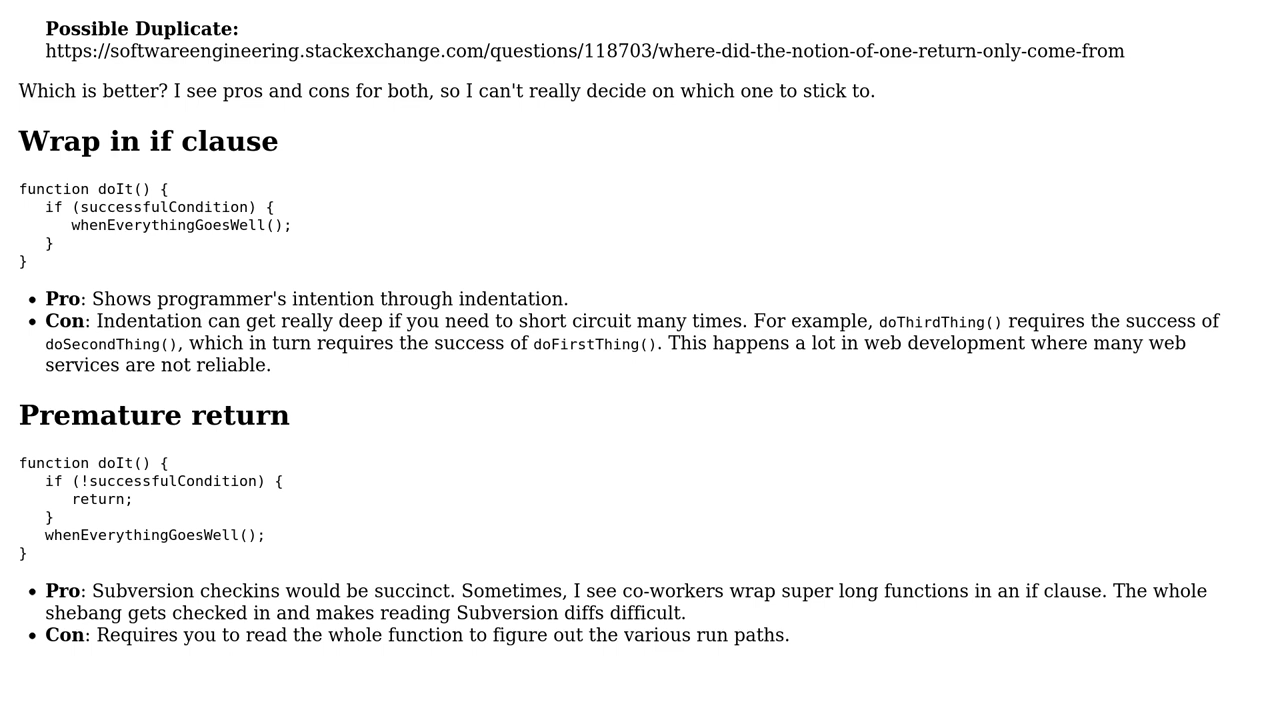 Possible Duplicate:
https://softwareengineering.stackexchange.com/questions/118703/where-did-the-notion-of-one-return-only-come-from
Which is better? I see pros and cons for both, so I can't really decide on which one to stick to.
Wrap in if clause
function doIt() {
   if (successfulCondition) {
      whenEverythingGoesWell();
   }
}
• Pro: Shows programmer's intention through indentation.
• Con: Indentation can get really deep if you need to short circuit many times. For example, doThirdThing() requires the success of
doSecondThing(), which in turn requires the success of doFirstThing(). This happens a lot in web development where many web
services are not reliable.
Premature return
function doIt() {
   if (!successfulCondition) {
      return;
   }
   whenEverythingGoesWell();
}
• Pro: Subversion checkins would be succinct. Sometimes, I see co-workers wrap super long functions in an if clause. The whole
shebang gets checked in and makes reading Subversion diffs difficult.
• Con: Requires you to read the whole function to figure out the various run paths.